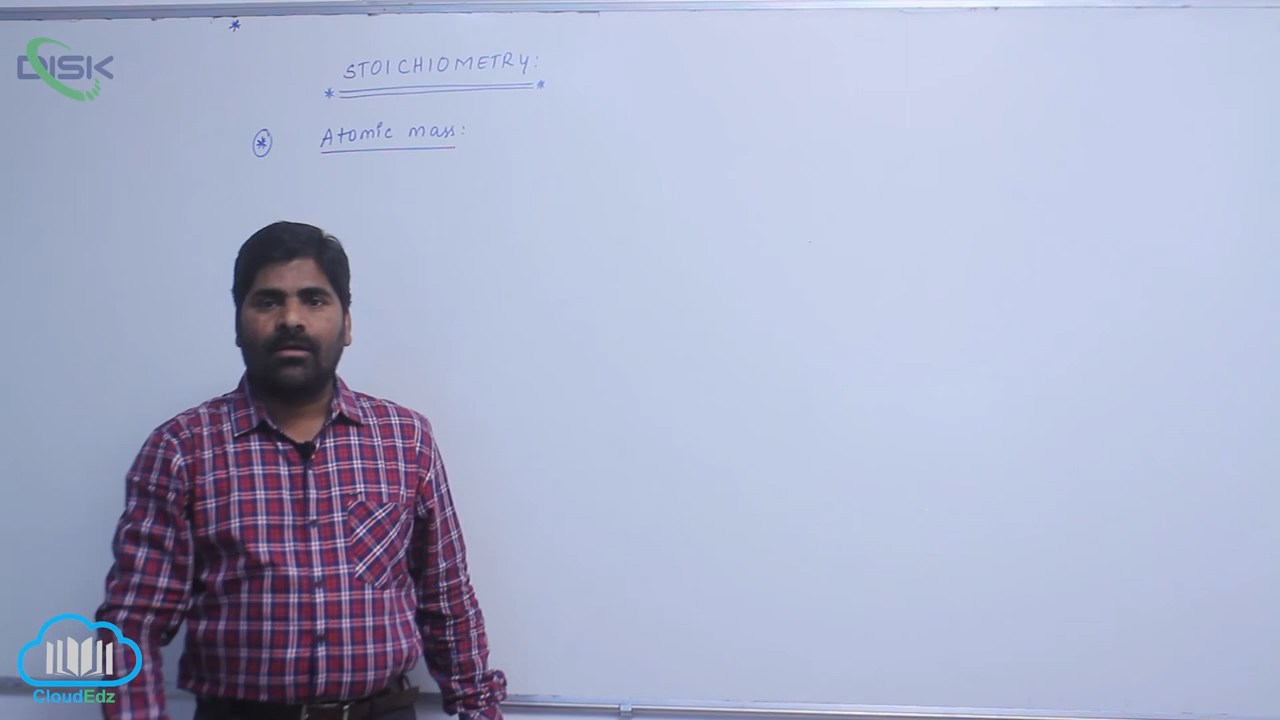 *
DISK
STOICHIOMETRY:
* *
* Atomic mass:
CloudEdz